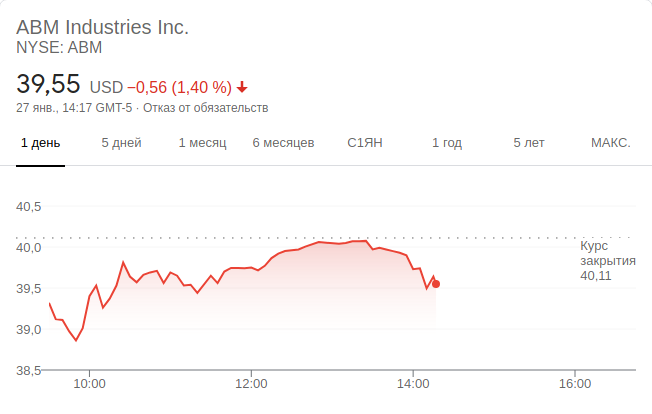 ABM Industries Inc.
NYSE: ABM
39,55 USD −0,56 (1,40 %)
27 янв., 14:17 GMT-5 · Отказ от обязательств
1 день 5 дней 1 месяц 6 месяцев С1ЯН 1 год 5 лет МАКС.
40,5
40,0
39,5
39,0
38,5
Курс
закрытия
40,11
10:00 12:00 14:00 16:00